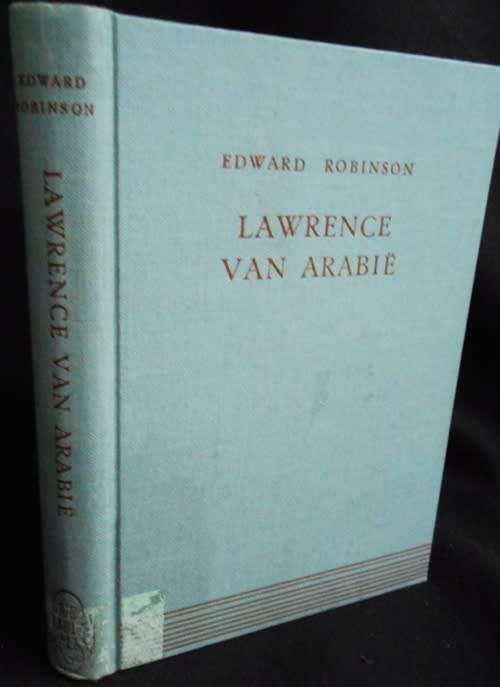 EDWARD
ROBINSON
LAWRENCE VAN ARABIË
EDWARD ROBINSON
LAWRENCE
VAN ARABIË